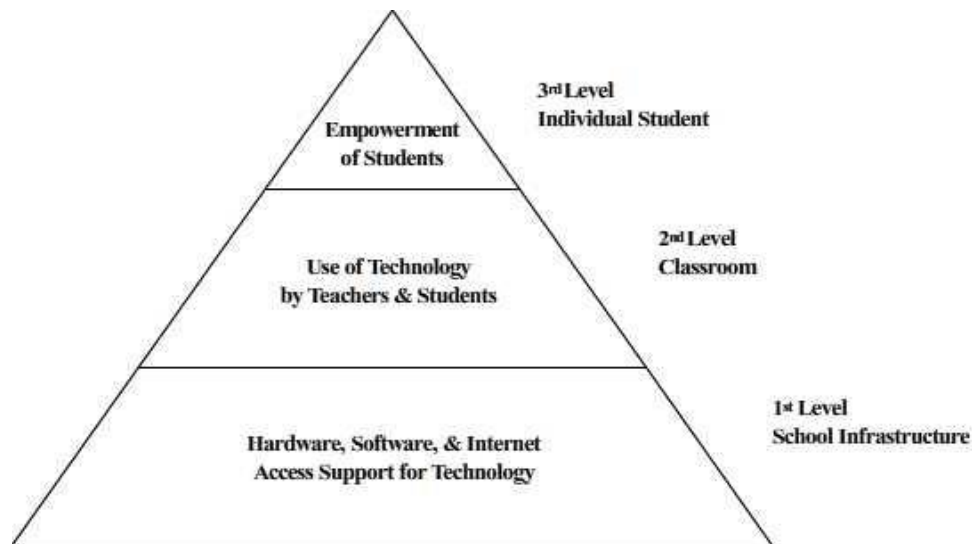 3rd Level
Individual Student
Empowerment
of Students
2nd Level
Classroom
Use of Technology
by Teachers & Students
1st Level
School Infrastructure
Hardware, Software, & Internet
Access Support for Technology